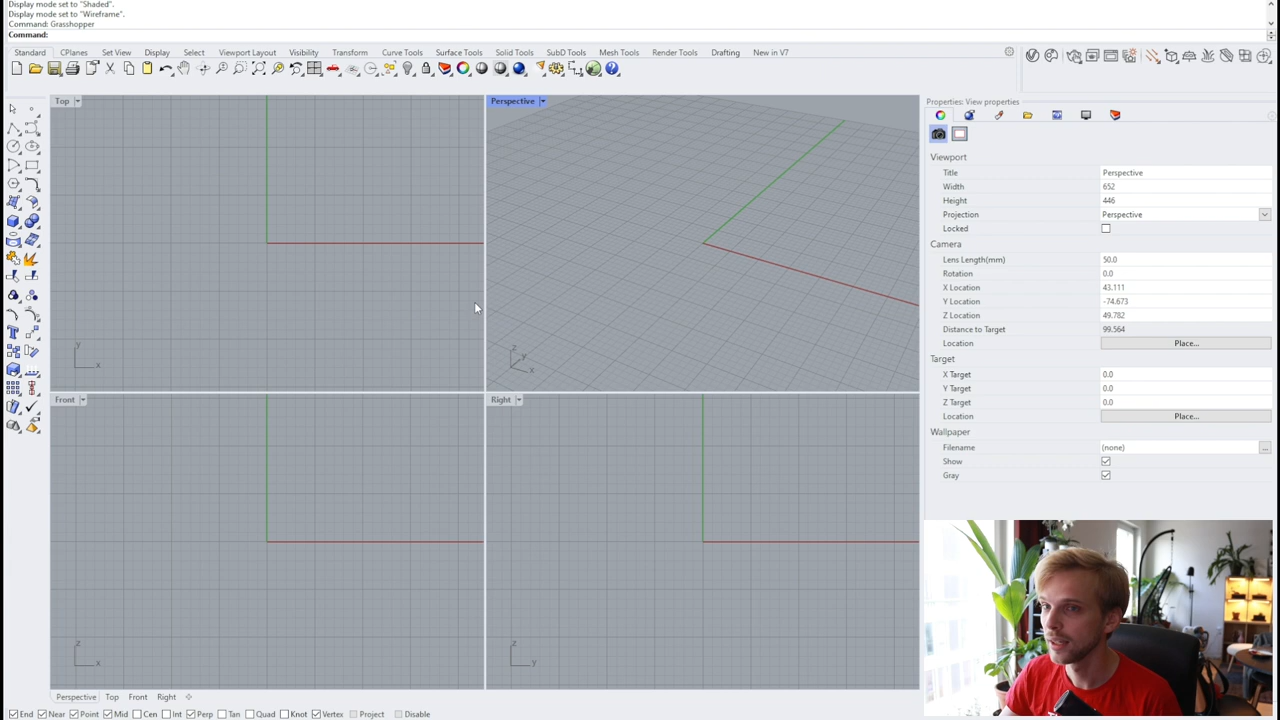 Display mode set to "Shaded".
Display mode set to "Wireframe".
Command: Grasshopper
Command:
Standard CPlanes Set View Display Select Viewport Layout Visibility Transform Curve Tools Surface Tools Solid Tools SubD Tools Mesh Tools Render Tools Drafting New in V7
Top
Perspective
Properties: View properties
Viewport
Title Perspective
Width 652
Height 446
Projection Perspective
Locked
Camera
Lens Length(mm) 50.0
Rotation 0.0
X Location 43.111
Y Location -74.673
Z Location 49.782
Distance to Target 99.564
Location Place...
Target
X Target 0.0
Y Target 0.0
Z Target 0.0
Location Place...
Wallpaper
Filename (none) ...
Show
Gray
y
x
z
y
x
Front
Right
z
x
z
y
Perspective Top Front Right
End Near Point Mid Cen Int Perp Tan Quad Knot Vertex Project Disable